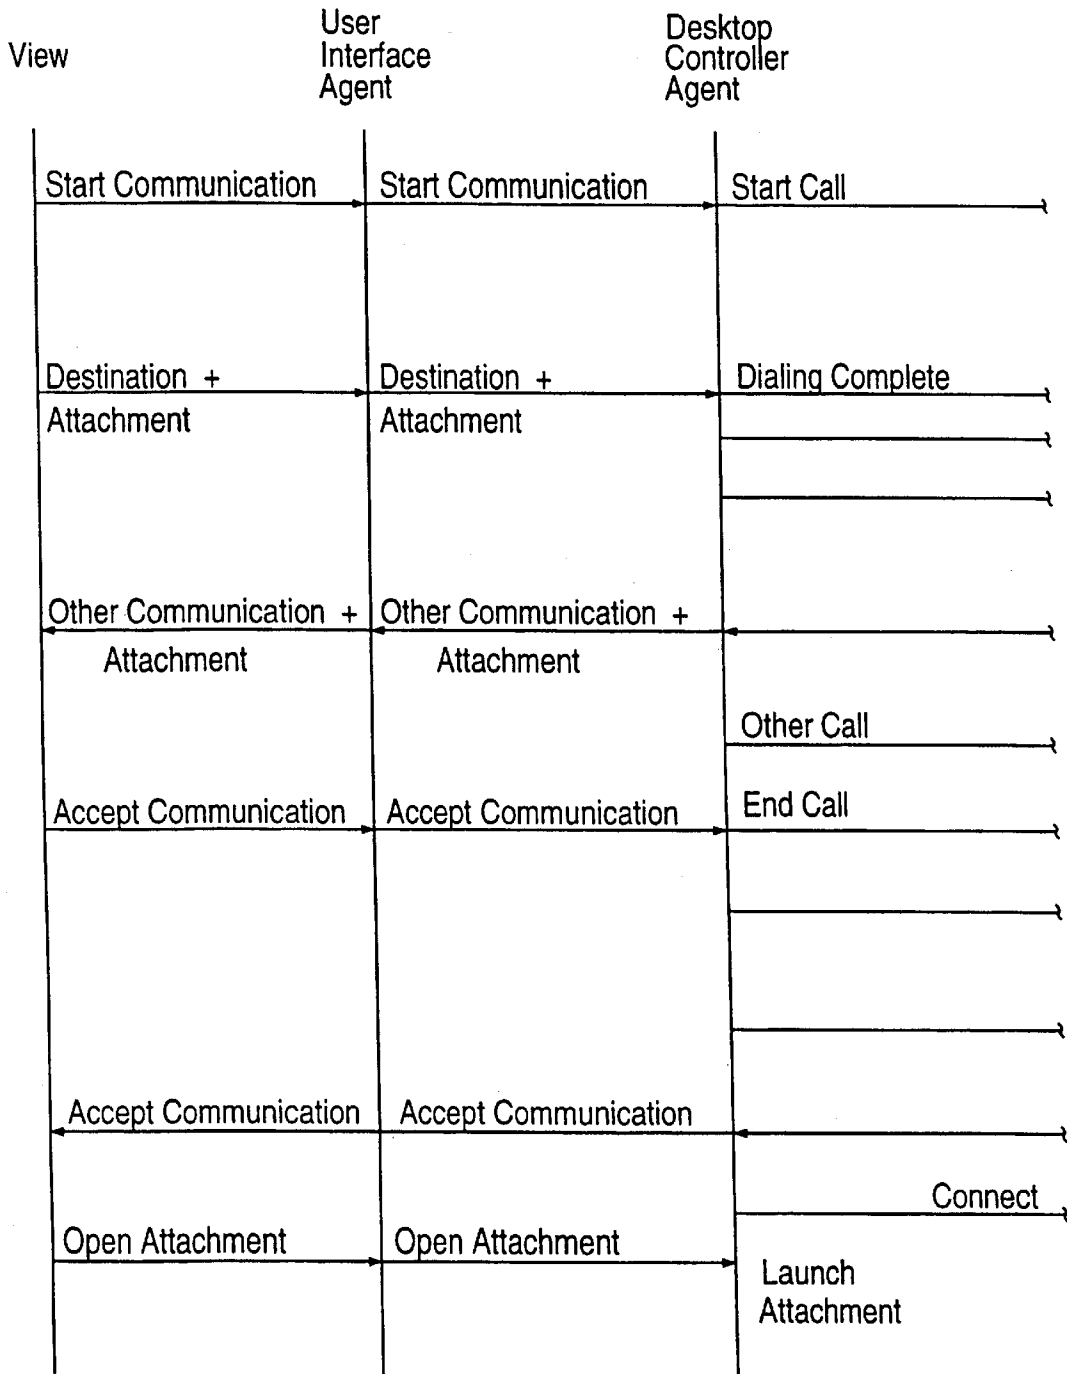 View
User
Interface
Agent
Desktop
Controller
Agent
Start Communication
Start Communication
Start Call
Destination +
Attachment
Destination +
Attachment
Dialing Complete
Other Communication +
Attachment
Other Communication +
Attachment
Other Call
Accept Communication
Accept Communication
End Call
Accept Communication
Accept Communication
Connect
Open Attachment
Open Attachment
Launch
Attachment